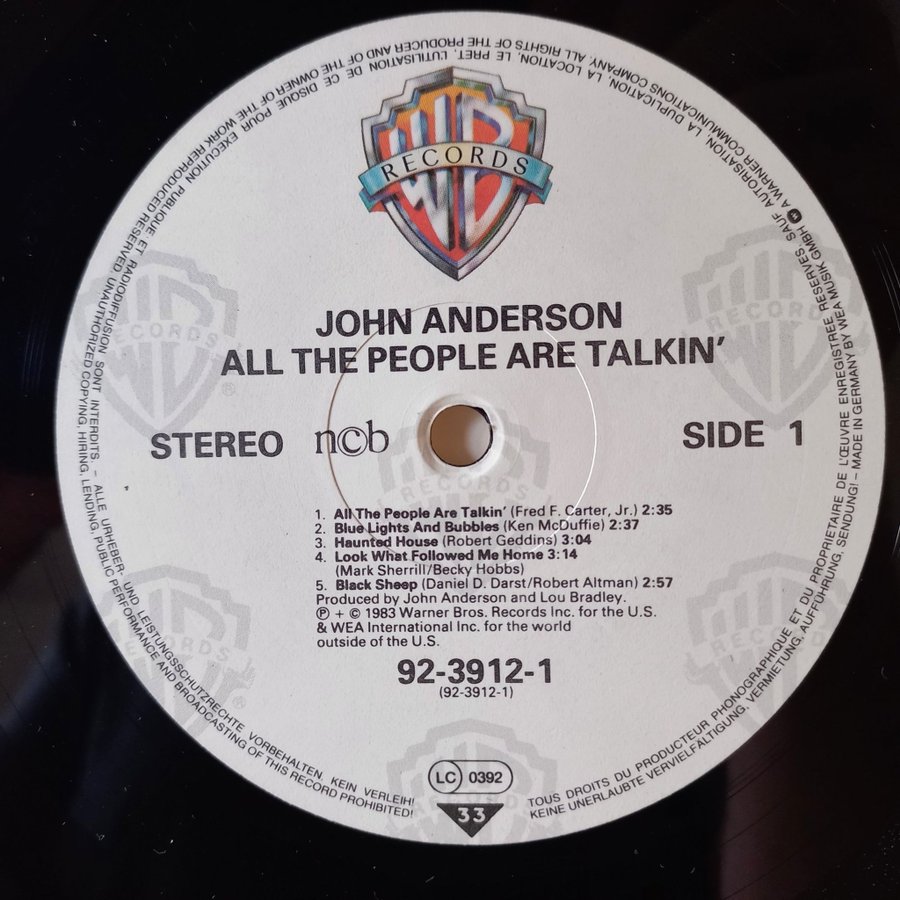 WB
RECORDS
JOHN ANDERSON
ALL THE PEOPLE ARE TALKIN'
STEREO n©b SIDE 1
1. All The People Are Talkin' (Fred F. Carter, Jr.) 2:35
2. Blue Lights And Bubbles (Ken McDuffie) 2:37
3. Haunted House (Robert Geddins) 3:04
4. Look What Followed Me Home 3:14
(Mark Sherrill/Becky Hobbs)
5. Black Sheep (Daniel D. Darst/Robert Altman) 2:57
Produced by John Anderson and Lou Bradley.
℗ + © 1983 Warner Bros. Records Inc. for the U.S.
& WEA International Inc. for the world
outside of the U.S.
92-3912-1
(92-3912-1)
LC 0392
33
TOUS DROITS DU PRODUCTEUR PHONOGRAPHIQUE ET DU PROPRIETAIRE DE L'ŒUVRE ENREGISTREE RESERVES. SAUF AUTORISATION, LA DUPLICATION, LA LOCATION, LE PRET, L'UTILISATION DE CE DISQUE POUR EXECUTION PUBLIQUE ET RADIODIFFUSION SONT INTERDITS. – ALLE URHEBER- UND LEISTUNGSSCHUTZRECHTE VORBEHALTEN. KEIN VERLEIH!
KEINE UNERLAUBTE VERVIELFÄLTIGUNG, VERMIETUNG, AUFFÜHRUNG, SENDUNG! – MADE IN GERMANY BY WEA MUSIK GMBH A WARNER COMMUNICATIONS COMPANY. ALL RIGHTS OF THE PRODUCER AND OF THE OWNER OF THE WORK REPRODUCED RESERVED. UNAUTHORIZED COPYING, HIRING, LENDING, PUBLIC PERFORMANCE AND BROADCASTING OF THIS RECORD PROHIBITED!